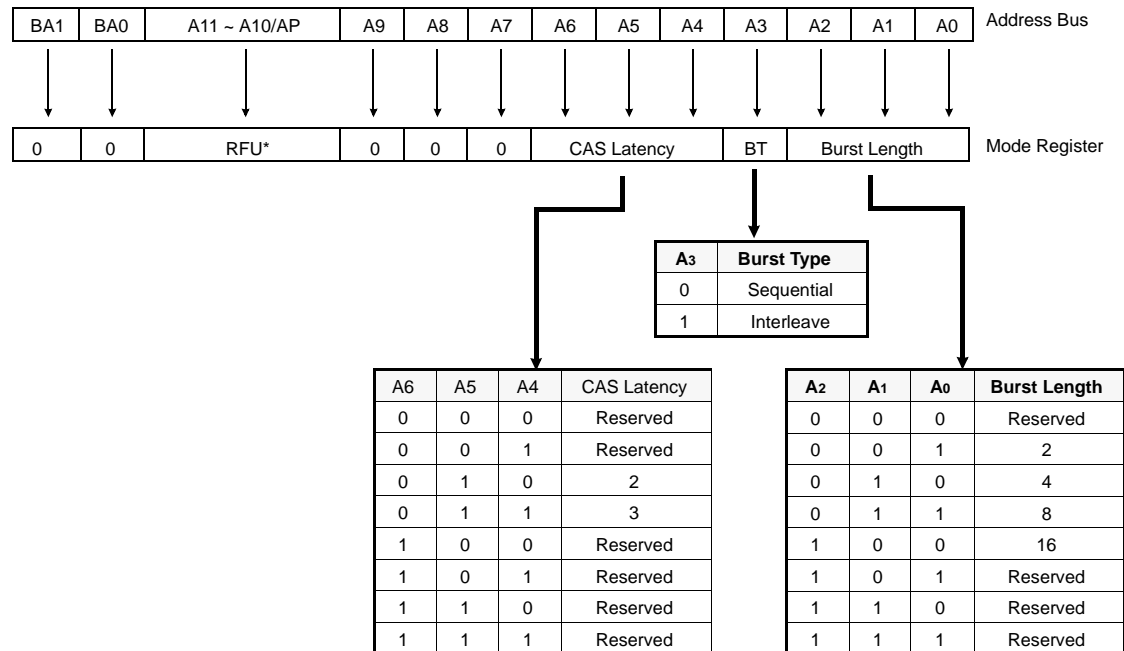 BA1 BA0 A11 ~ A10/AP A9 A8 A7 A6 A5 A4 A3 A2 A1 A0 Address Bus
0 0 RFU* 0 0 0 CAS Latency BT Burst Length Mode Register
A3 Burst Type
0 Sequential
1 Interleave
A6 A5 A4 CAS Latency
0 0 0 Reserved
0 0 1 Reserved
0 1 0 2
0 1 1 3
1 0 0 Reserved
1 0 1 Reserved
1 1 0 Reserved
1 1 1 Reserved
A2 A1 A0 Burst Length
0 0 0 Reserved
0 0 1 2
0 1 0 4
0 1 1 8
1 0 0 16
1 0 1 Reserved
1 1 0 Reserved
1 1 1 Reserved